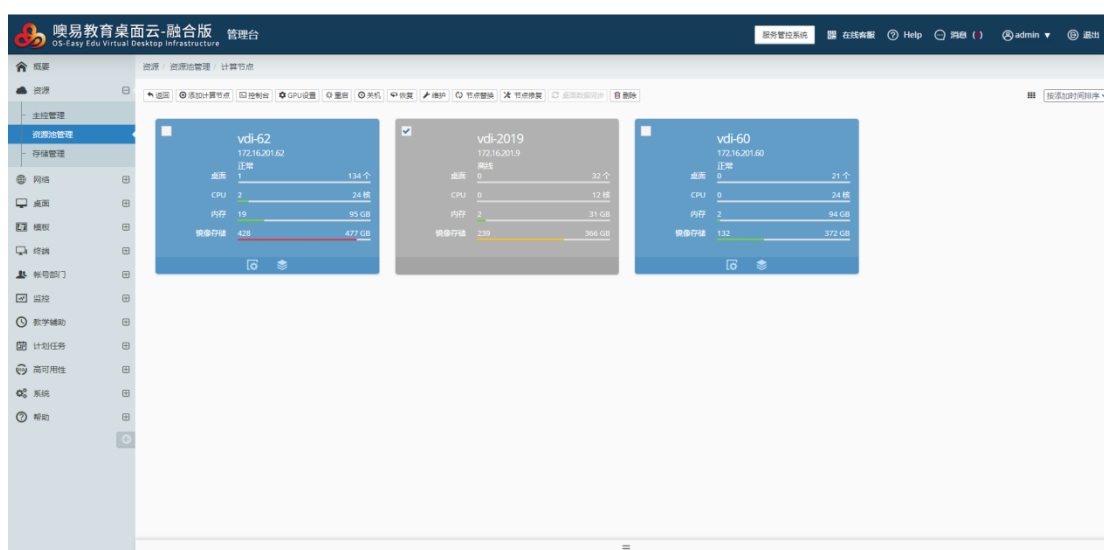 噢易教育桌面云-融合版 管理台
OS-Easy Edu Virtual Desktop Infrastructure
服务管控系统 在线客服 Help 消息 ( ) admin ▼ 退出
概要
资源
主控管理
资源池管理
存储管理
网络
桌面
模板
终端
帐号部门
监控
教学辅助
计划任务
高可用性
系统
帮助
资源 / 资源池管理 / 计算节点
返回 添加计算节点 控制台 GPU设置 重启 关机 恢复 维护 节点替换 节点修复 桌面数据同步 删除
按添加时间排序
vdi-62
172.16.201.62
正常
桌面 1 134 个
CPU 2 24 核
内存 19 95 GB
镜像存储 428 477 GB
vdi-2019
172.16.201.9
离线
桌面 0 32 个
CPU 0 12 核
内存 2 31 GB
镜像存储 239 366 GB
vdi-60
172.16.201.60
正常
桌面 0 21 个
CPU 0 24 核
内存 2 94 GB
镜像存储 132 372 GB